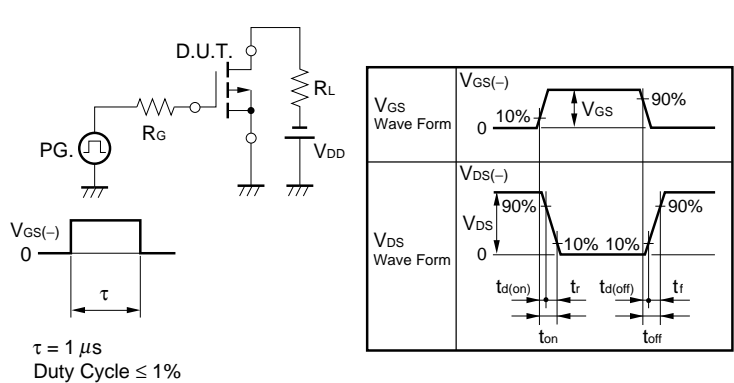 D.U.T.
RL
RG
PG.
VDD
VGS(−)
0
τ
τ = 1 μs
Duty Cycle ≤ 1%
VGS
Wave Form
VGS(−)
10%
VGS
90%
0
VDS
Wave Form
VDS(−)
90%
VDS
10% 10%
90%
0
td(on) tr td(off) tf
ton toff